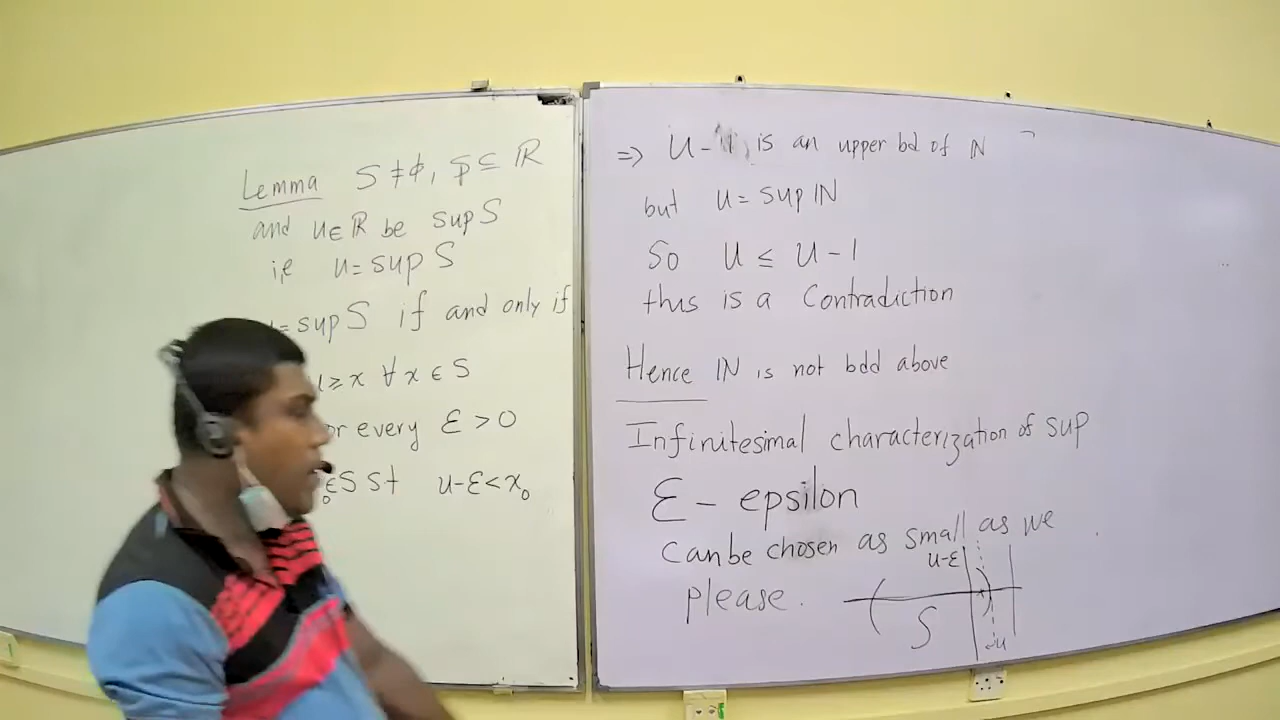 Lemma S ≠ ϕ, S ⊆ ℝ
and u ∈ ℝ be sup S
i,e u = sup S
= sup S if and only if
≥ x ∀ x ∈ S
or every ε > 0
₀ ∈ S st u - ε < x₀
=> u - 1 is an upper bd of ℕ
but u = sup ℕ
So u ≤ u - 1
this is a Contradiction
Hence ℕ is not bdd above
Infinitesimal characterization of sup
ε - epsilon
can be chosen as small as we
please.
u-ε
S
u